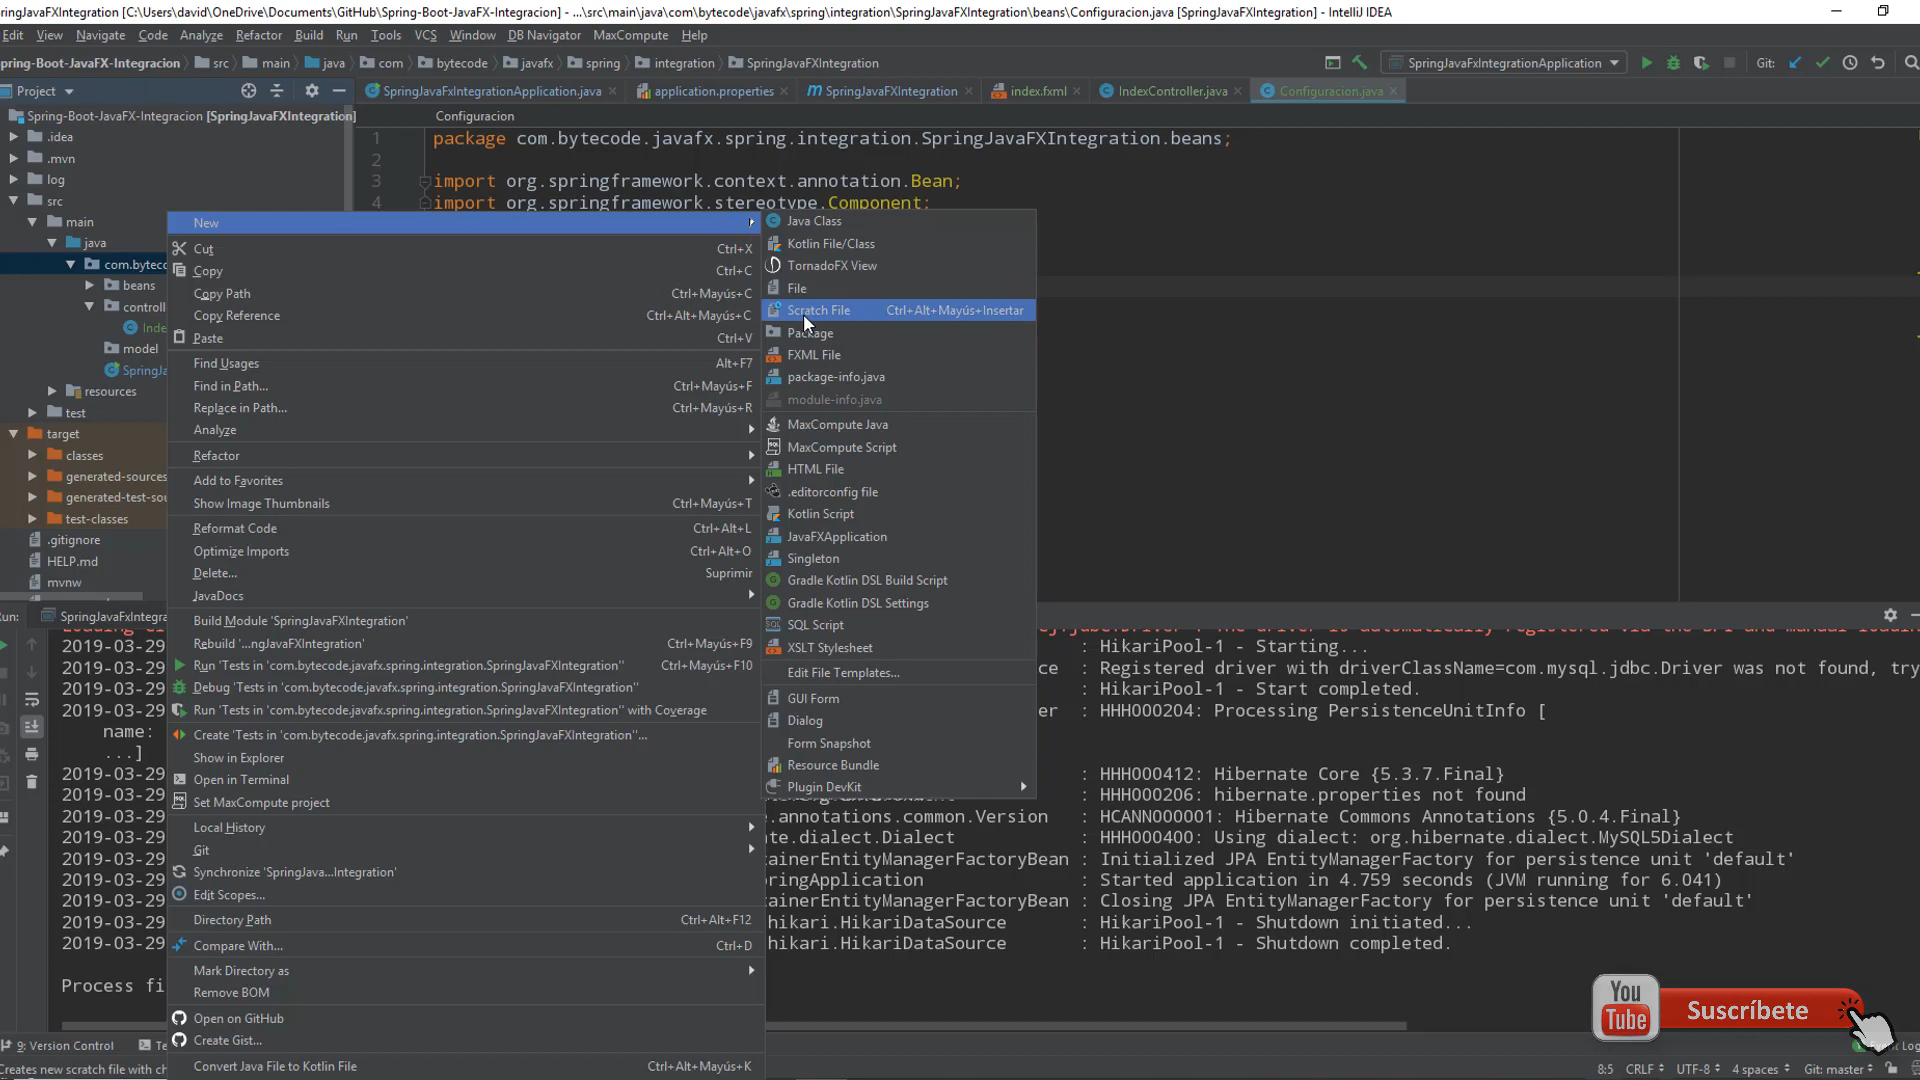 ringJavaFXIntegration [C:\Users\david\OneDrive\Documents\GitHub\Spring-Boot-JavaFX-Integracion] - ...\src\main\java\com\bytecode\javafx\spring\integration\SpringJavaFXIntegration\beans\Configuracion.java [SpringJavaFXIntegration] - IntelliJ IDEA
Edit View Navigate Code Analyze Refactor Build Run Tools VCS Window DB Navigator MaxCompute Help
pring-Boot-JavaFX-Integracion src main java com bytecode javafx spring integration SpringJavaFXIntegration SpringJavaFxIntegrationApplication Git:
Project SpringJavaFxIntegrationApplication.java application.properties SpringJavaFXIntegration index.fxml IndexController.java Configuracion.java
Spring-Boot-JavaFX-Integracion [SpringJavaFXIntegration]
Configuracion
.idea
.mvn
log
src
main
java
com.byteco
beans
controll
Inde
model
SpringJa
resources
test
target
classes
generated-sources
generated-test-sou
test-classes
.gitignore
HELP.md
mvnw
1 package com.bytecode.javafx.spring.integration.SpringJavaFXIntegration.beans;
2
3 import org.springframework.context.annotation.Bean;
4 import org.springframework.stereotype.Component;
New
Cut Ctrl+X
Copy Ctrl+C
Copy Path Ctrl+Mayús+C
Copy Reference Ctrl+Alt+Mayús+C
Paste Ctrl+V
Find Usages Alt+F7
Find in Path... Ctrl+Mayús+F
Replace in Path... Ctrl+Mayús+R
Analyze
Refactor
Add to Favorites
Show Image Thumbnails Ctrl+Mayús+T
Reformat Code Ctrl+Alt+L
Optimize Imports Ctrl+Alt+O
Delete... Suprimir
JavaDocs
Build Module 'SpringJavaFXIntegration'
Rebuild '...ngJavaFXIntegration' Ctrl+Mayús+F9
Run 'Tests in 'com.bytecode.javafx.spring.integration.SpringJavaFXIntegration'' Ctrl+Mayús+F10
Debug 'Tests in 'com.bytecode.javafx.spring.integration.SpringJavaFXIntegration''
Run 'Tests in 'com.bytecode.javafx.spring.integration.SpringJavaFXIntegration'' with Coverage
Create 'Tests in 'com.bytecode.javafx.spring.integration.SpringJavaFXIntegration''...
Show in Explorer
Open in Terminal
Set MaxCompute project
Local History
Git
Synchronize 'SpringJava...Integration'
Edit Scopes...
Directory Path Ctrl+Alt+F12
Compare With... Ctrl+D
Mark Directory as
Remove BOM
Open on GitHub
Create Gist...
Convert Java File to Kotlin File Ctrl+Alt+Mayús+K
Java Class
Kotlin File/Class
TornadoFX View
File
Scratch File Ctrl+Alt+Mayús+Insertar
Package
FXML File
package-info.java
module-info.java
MaxCompute Java
MaxCompute Script
HTML File
.editorconfig file
Kotlin Script
JavaFXApplication
Singleton
Gradle Kotlin DSL Build Script
Gradle Kotlin DSL Settings
SQL Script
XSLT Stylesheet
Edit File Templates...
GUI Form
Dialog
Form Snapshot
Resource Bundle
Plugin DevKit
Run: SpringJavaFxIntegra
2019-03-29 : HikariPool-1 - Starting...
2019-03-29 ce : Registered driver with driverClassName=com.mysql.jdbc.Driver was not found, try
2019-03-29 : HikariPool-1 - Start completed.
2019-03-29 er : HHH000204: Processing PersistenceUnitInfo [
name:
...]
2019-03-29 : HHH000412: Hibernate Core {5.3.7.Final}
2019-03-29 : HHH000206: hibernate.properties not found
2019-03-29 .annotations.common.Version : HCANN000001: Hibernate Commons Annotations {5.0.4.Final}
2019-03-29 ate.dialect.Dialect : HHH000400: Using dialect: org.hibernate.dialect.MySQL5Dialect
2019-03-29 tainerEntityManagerFactoryBean : Initialized JPA EntityManagerFactory for persistence unit 'default'
2019-03-29 ringApplication : Started application in 4.759 seconds (JVM running for 6.041)
2019-03-29 tainerEntityManagerFactoryBean : Closing JPA EntityManagerFactory for persistence unit 'default'
2019-03-29 hikari.HikariDataSource : HikariPool-1 - Shutdown initiated...
2019-03-29 hikari.HikariDataSource : HikariPool-1 - Shutdown completed.
Process fi
You Tube Suscríbete
9: Version Control Te Event Log
Creates new scratch file with ch 8:5 CRLF UTF-8 4 spaces Git: master